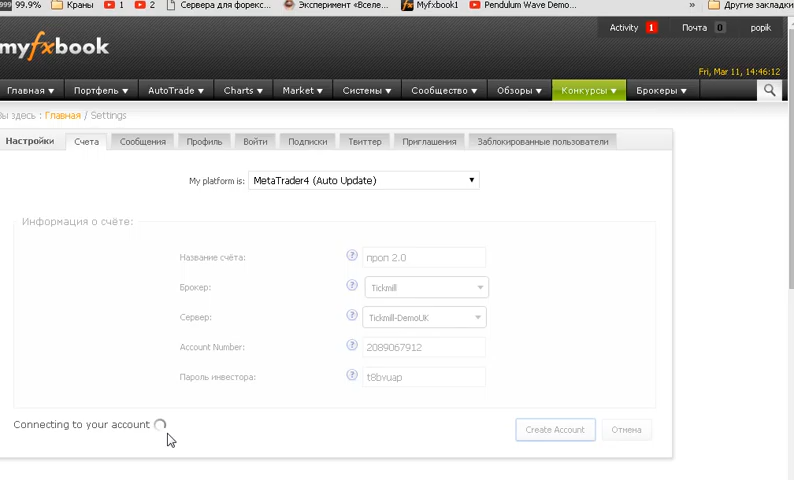 99.9% Краны 1 2 Сервера для форекс... Эксперимент «Вселе... Myfxbook1 Pendulum Wave Demo... » Другие закладки
Activity 1 Почта 0 popik
myfxbook
Fri, Mar 11, 14:46:12
Главная Портфель AutoTrade Charts Market Системы Сообщество Обзоры Конкурсы Брокеры
вы здесь : Главная / Settings
Настройки Счета Сообщения Профиль Войти Подписки Твиттер Приглашения Заблокированные пользователи
My platform is: MetaTrader4 (Auto Update)
Информация о счёте:
Название счёта: ? проп 2.0
Брокер: ? Tickmill
Сервер: ? Tickmill-DemoUK
Account Number: ? 2089067912
Пароль инвестора: ? t8bvuap
Connecting to your account Create Account Отмена